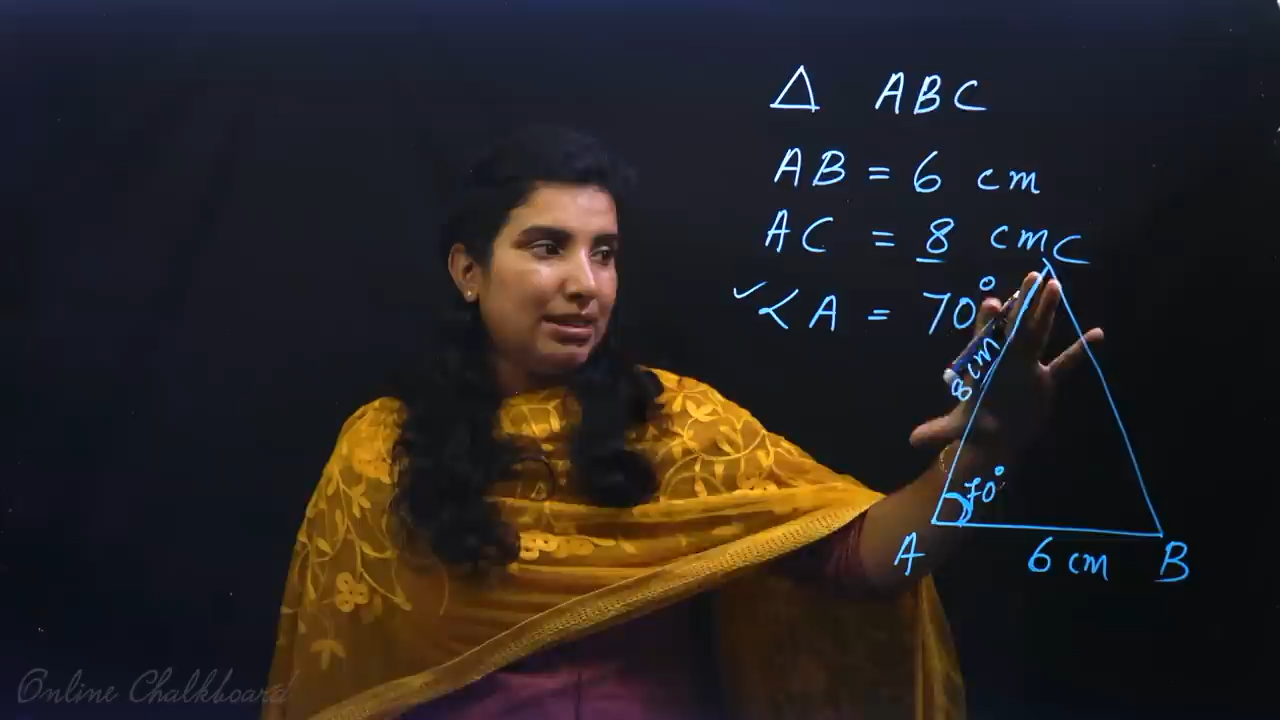 △ ABC
AB = 6 cm
AC = 8 cm
✓∠A = 70°
C
8 cm
70°
A
6 cm
B
Online Chalkboard